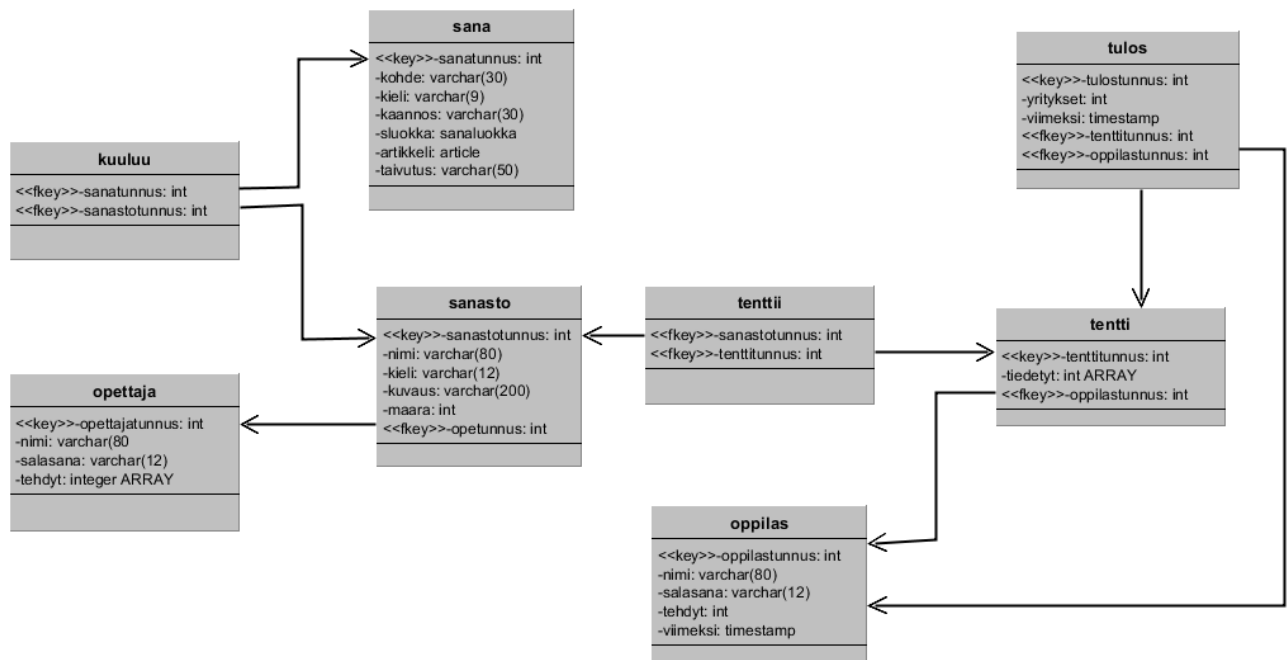 sana
<<key>>-sanatunnus: int
-kohde: varchar(30)
-kieli: varchar(9)
-kaannos: varchar(30)
-sluokka: sanaluokka
-artikkeli: article
-taivutus: varchar(50)
tulos
<<key>>-tulostunnus: int
-yritykset: int
-viimeksi: timestamp
<<fkey>>-tenttitunnus: int
<<fkey>>-oppilastunnus: int
kuuluu
<<fkey>>-sanatunnus: int
<<fkey>>-sanastotunnus: int
sanasto
<<key>>-sanastotunnus: int
-nimi: varchar(80)
-kieli: varchar(12)
-kuvaus: varchar(200)
-maara: int
<<fkey>>-opetunnus: int
tenttii
<<fkey>>-sanastotunnus: int
<<fkey>>-tenttitunnus: int
tentti
<<key>>-tenttitunnus: int
-tiedetyt: int ARRAY
<<fkey>>-oppilastunnus: int
opettaja
<<key>>-opettajatunnus: int
-nimi: varchar(80
-salasana: varchar(12)
-tehdyt: integer ARRAY
oppilas
<<key>>-oppilastunnus: int
-nimi: varchar(80)
-salasana: varchar(12)
-tehdyt: int
-viimeksi: timestamp